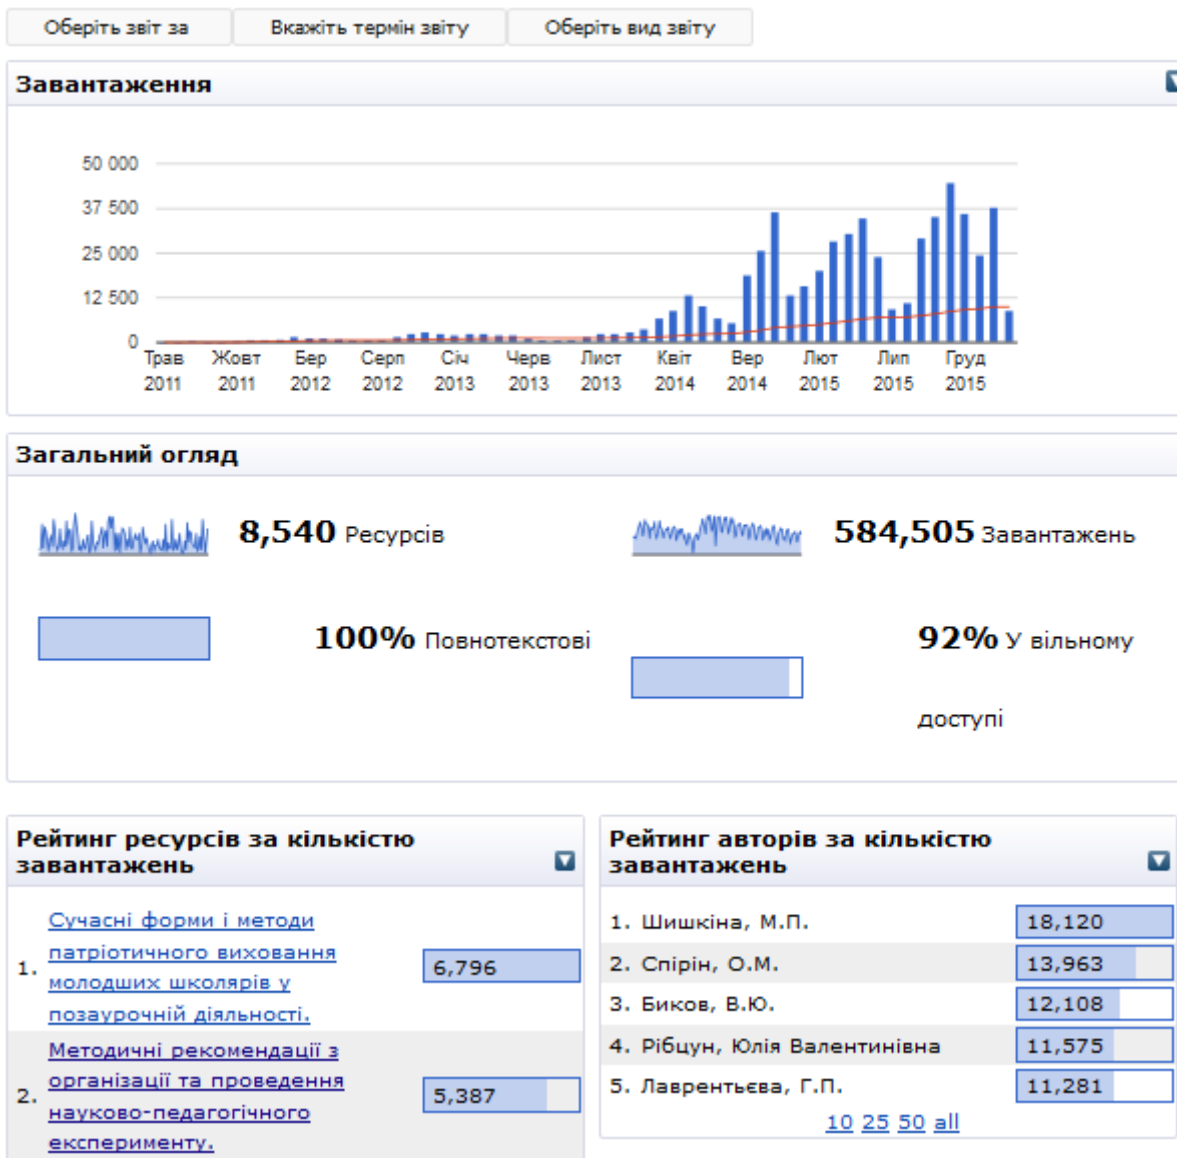 Оберіть звіт за
Вкажіть термін звіту
Оберіть вид звіту
Завантаження
50 000
37 500
25 000
12 500
0
Трав Жовт Бер Серп Січ Черв Лист Квіт Вер Лют Лип Груд
2011 2011 2012 2012 2013 2013 2013 2014 2014 2015 2015 2015
Загальний огляд
8,540 Ресурсів
584,505 Завантажень
100% Повнотекстові
92% У вільному
доступі
Рейтинг ресурсів за кількістю
завантажень
1. Сучасні форми і методи
патріотичного виховання
молодших школярів у
позаурочній діяльності.
6,796
2. Методичні рекомендації з
організації та проведення
науково-педагогічного
експерименту.
5,387
Рейтинг авторів за кількістю
завантажень
1. Шишкіна, М.П. 18,120
2. Спірін, О.М. 13,963
3. Биков, В.Ю. 12,108
4. Рібцун, Юлія Валентинівна 11,575
5. Лаврентьєва, Г.П. 11,281
10 25 50 all